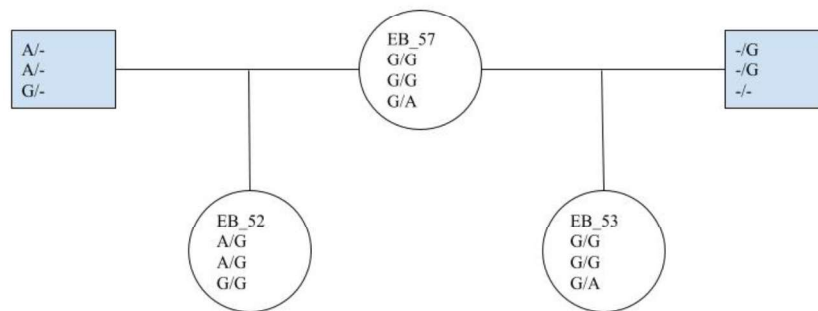 A/-
A/-
G/-
EB_57
G/G
G/G
G/A
-/G
-/G
-/-
EB_52
A/G
A/G
G/G
EB_53
G/G
G/G
G/A